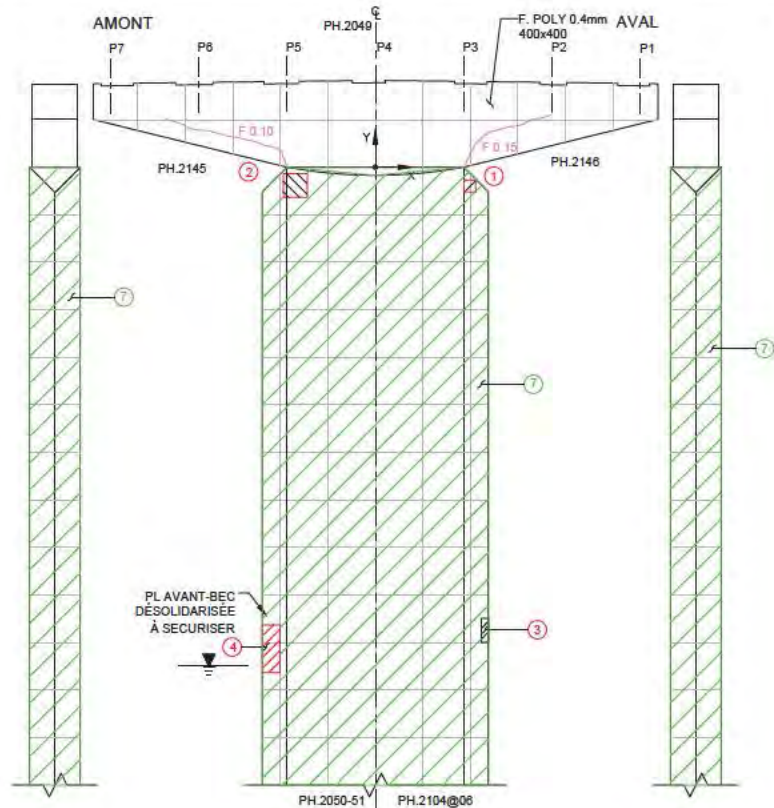 AMONT
PH.2049
F. POLY 0.4mm
400x400
AVAL
P7
P6
P5
P4
P3
P2
P1
F 0.10
Y
F 0.15
X
PH.2145
PH.2146
2
1
7
7
7
PL AVANT-BEC
DÉSOLIDARISÉE
À SECURISER
4
3
PH.2050-51
PH.2104@06